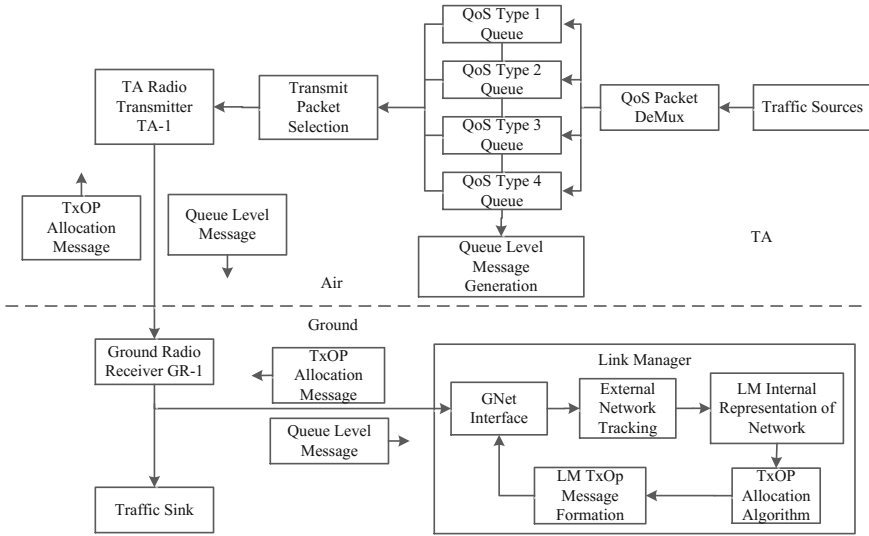 QoS Type 1
Queue
TA Radio
Transmitter
TA-1
Transmit
Packet
Selection
QoS Type 2
Queue
QoS Packet
DeMux
Traffic Sources
QoS Type 3
Queue
QoS Type 4
Queue
TxOP
Allocation
Message
Queue Level
Message
Queue Level
Message
Generation
TA
Air
Ground
Ground Radio
Receiver GR-1
TxOP
Allocation
Message
Link Manager
GNet
Interface
External
Network
Tracking
LM Internal
Representation of
Network
Queue Level
Message
LM TxOp
Message
Formation
TxOP
Allocation
Algorithm
Traffic Sink